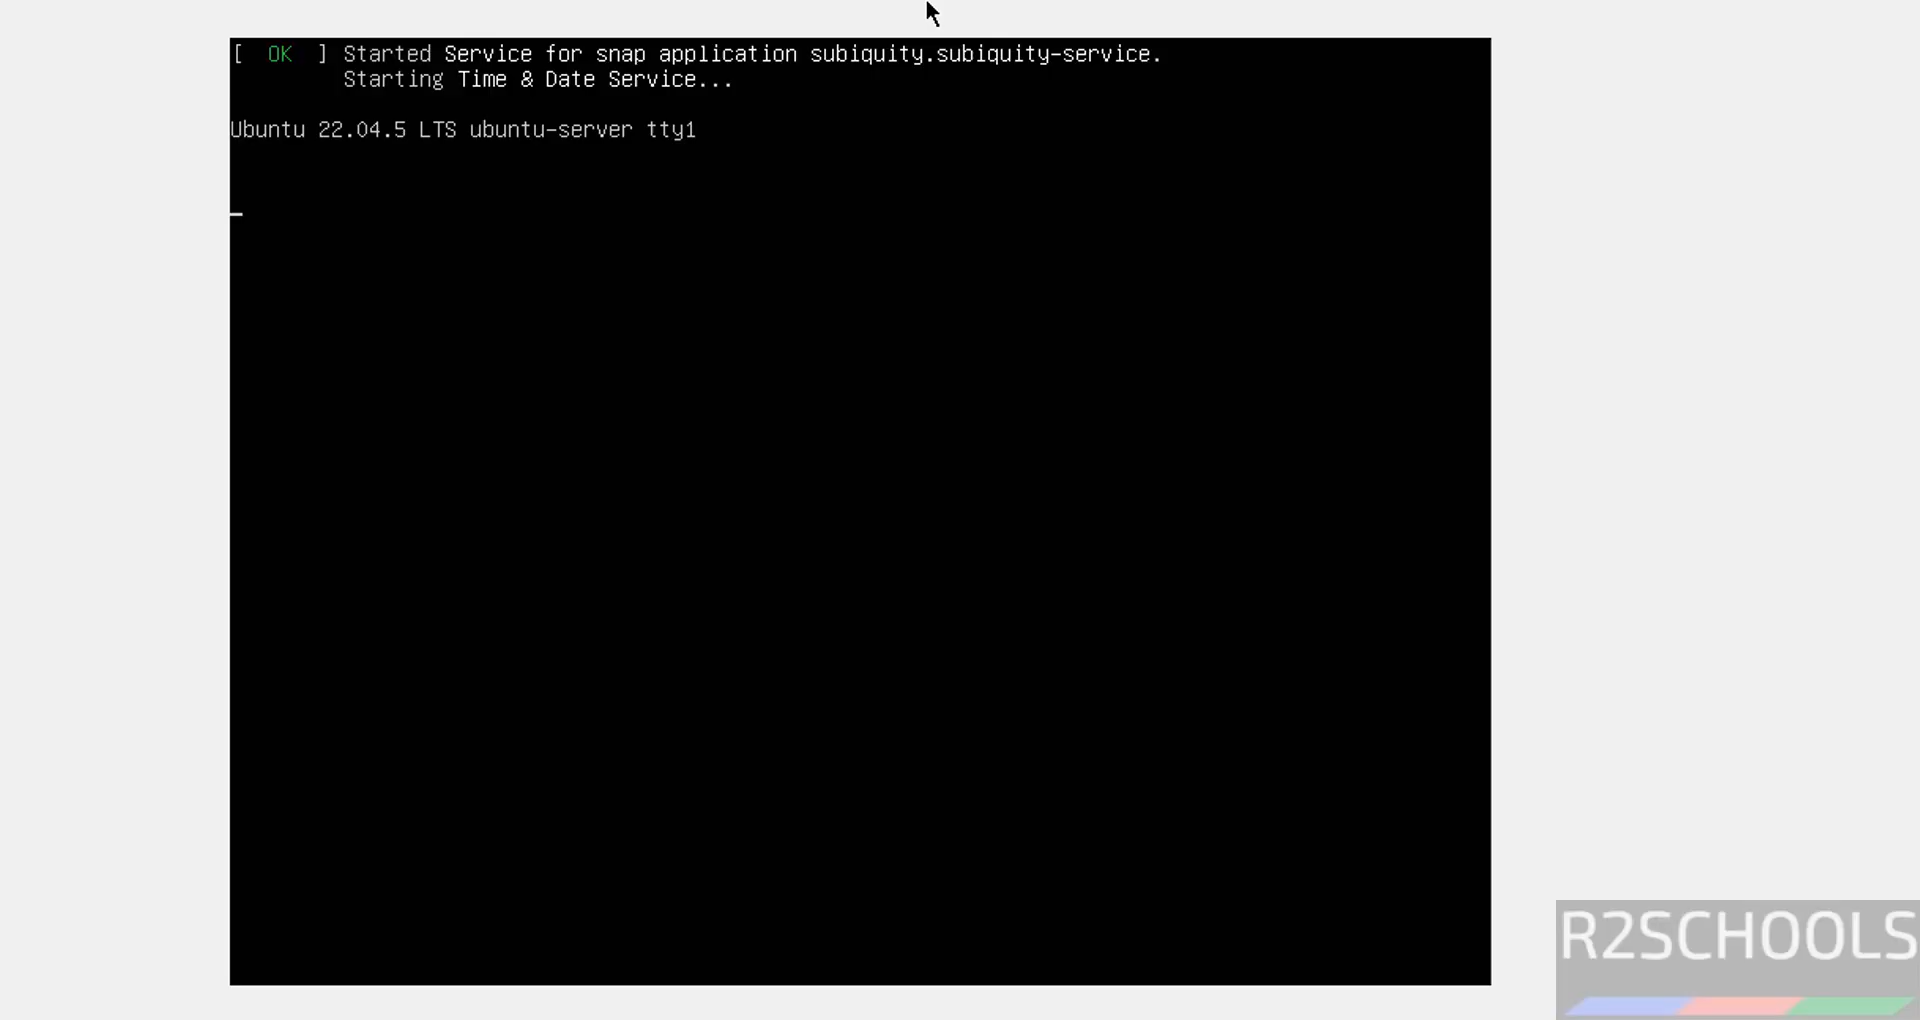 [  OK  ] Started Service for snap application subiquity.subiquity-service.
Starting Time & Date Service...
Ubuntu 22.04.5 LTS ubuntu-server tty1
R2SCHOOLS